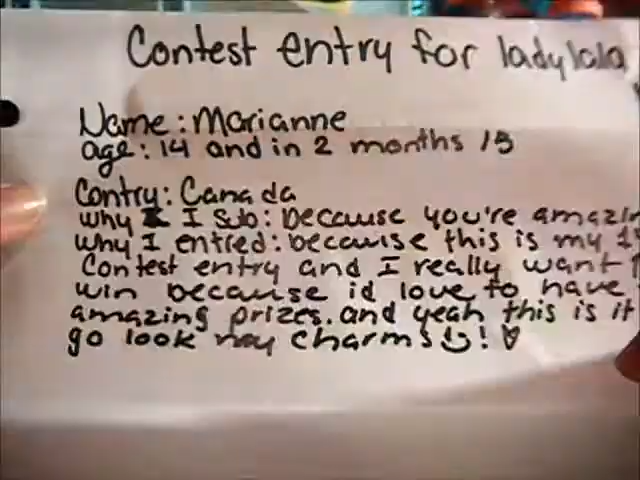 Contest entry for ladylala
Name: Marianne
age: 14 and in 2 months 15
Contry: Canada
why I I sub: because you're amazi
why I entred: because this is my 1
Contest entry and I really want
win because id love to have
amazing prizes. and yeah this is it
go look my charms☺!♡